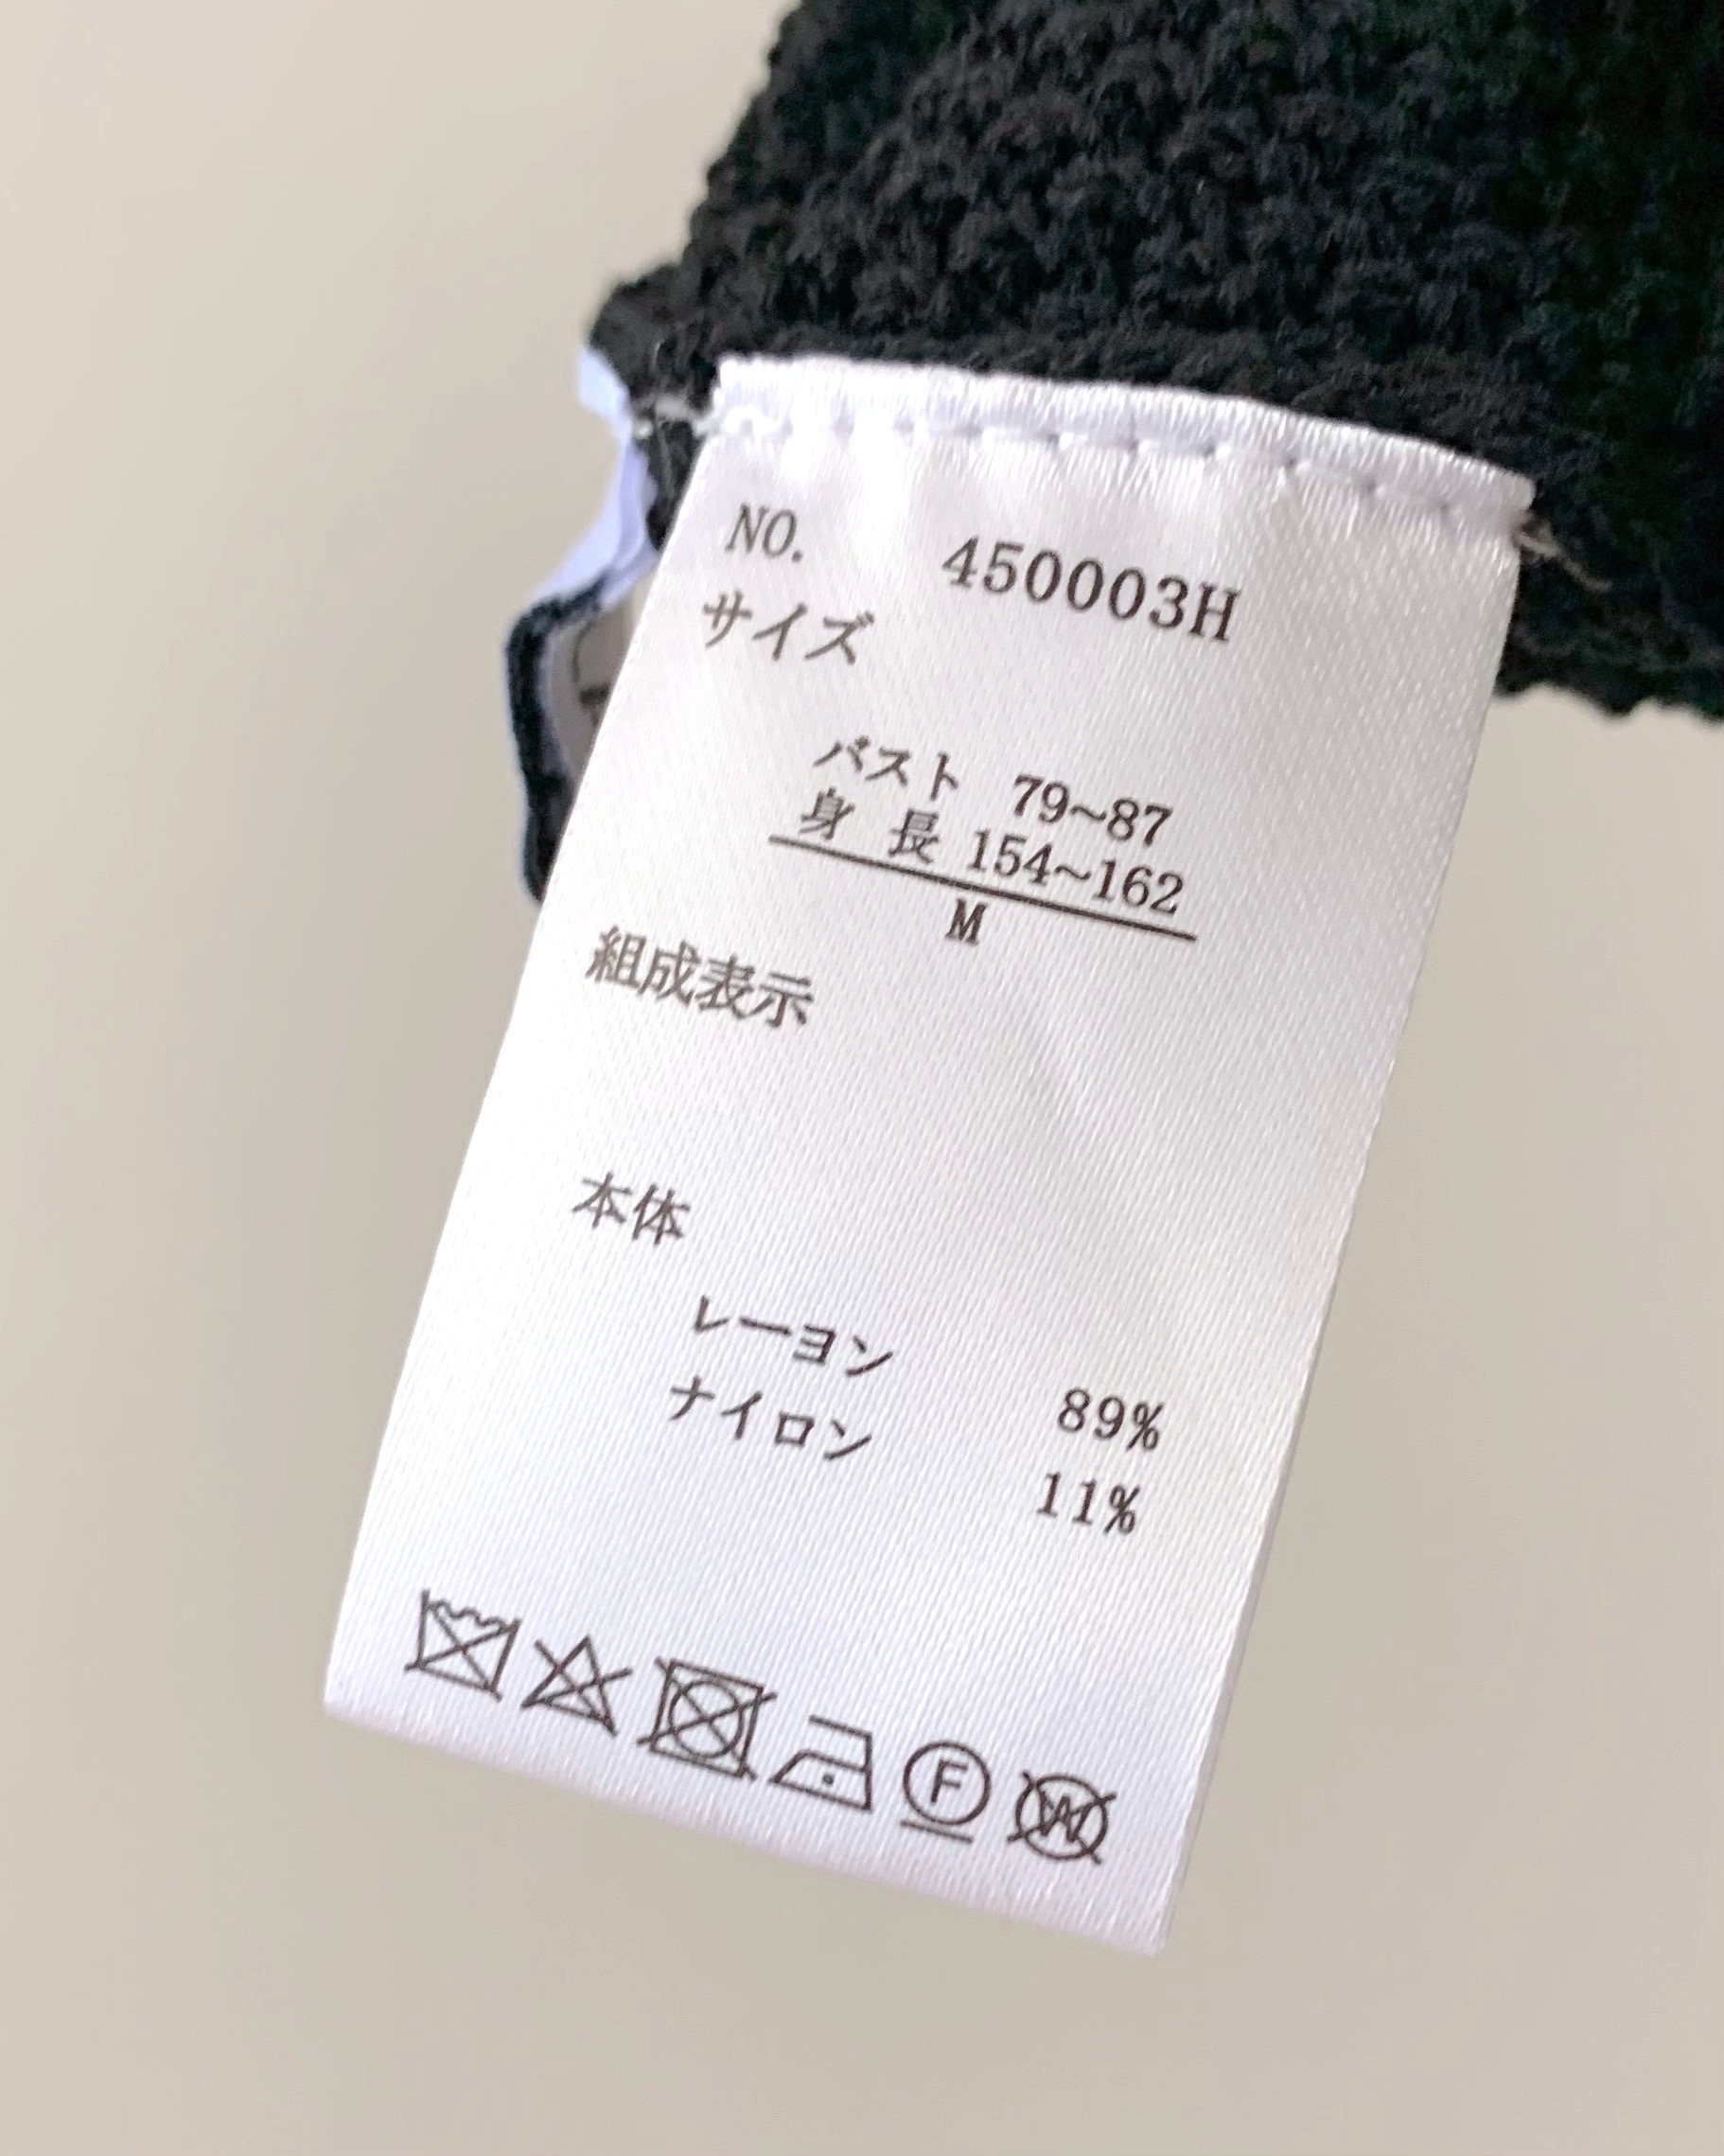 NO. 450003H
サイズ
バスト 79~87
身 長 154~162
M
組成表示
本体
レーヨン 89%
ナイロン 11%
F W